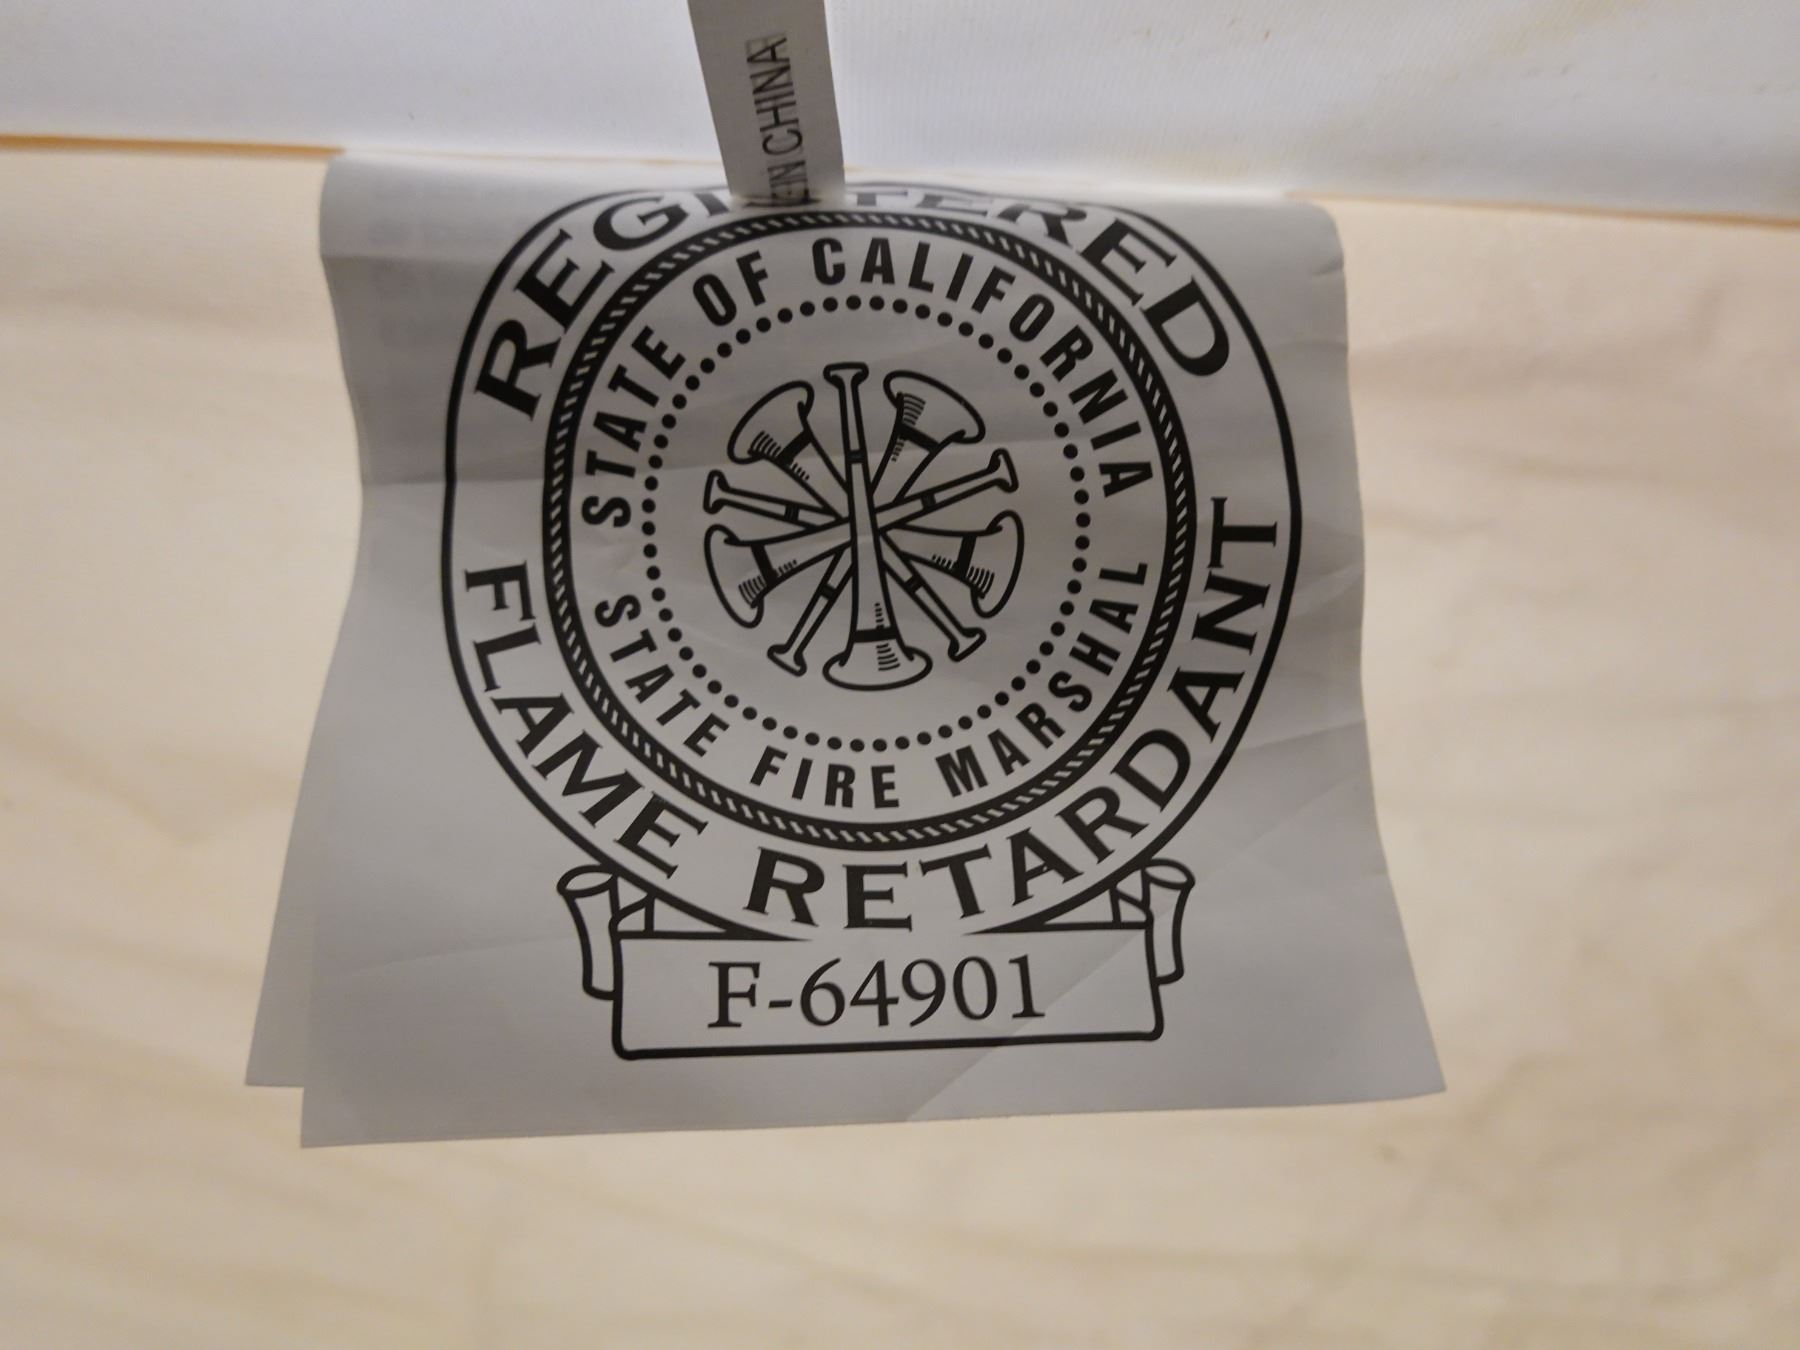 IN CHINA
REGISTERED
STATE OF CALIFORNIA
STATE FIRE MARSHAL
FLAME RETARDANT
F-64901